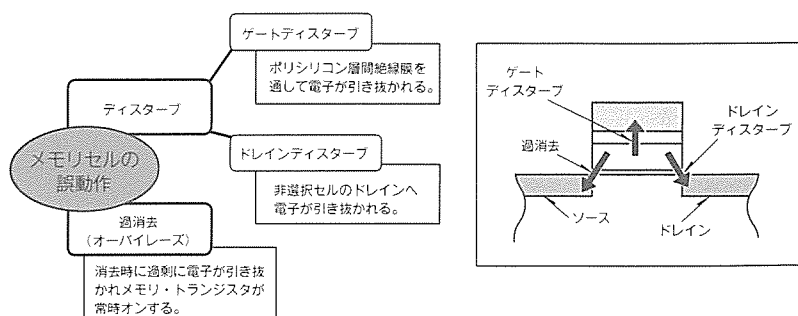 ゲートディスターブ
ポリシリコン層間絶縁膜を
通して電子が引き抜かれる。
ディスターブ
ドレインディスターブ
非選択セルのドレインへ
電子が引き抜かれる。
メモリセルの
誤動作
過消去
(オーバイレーズ)
消去時に過剰に電子が引き抜
かれメモリ・トランジスタが
常時オンする。
ゲート
ディスターブ
ドレイン
ディスターブ
過消去
ソース
ドレイン